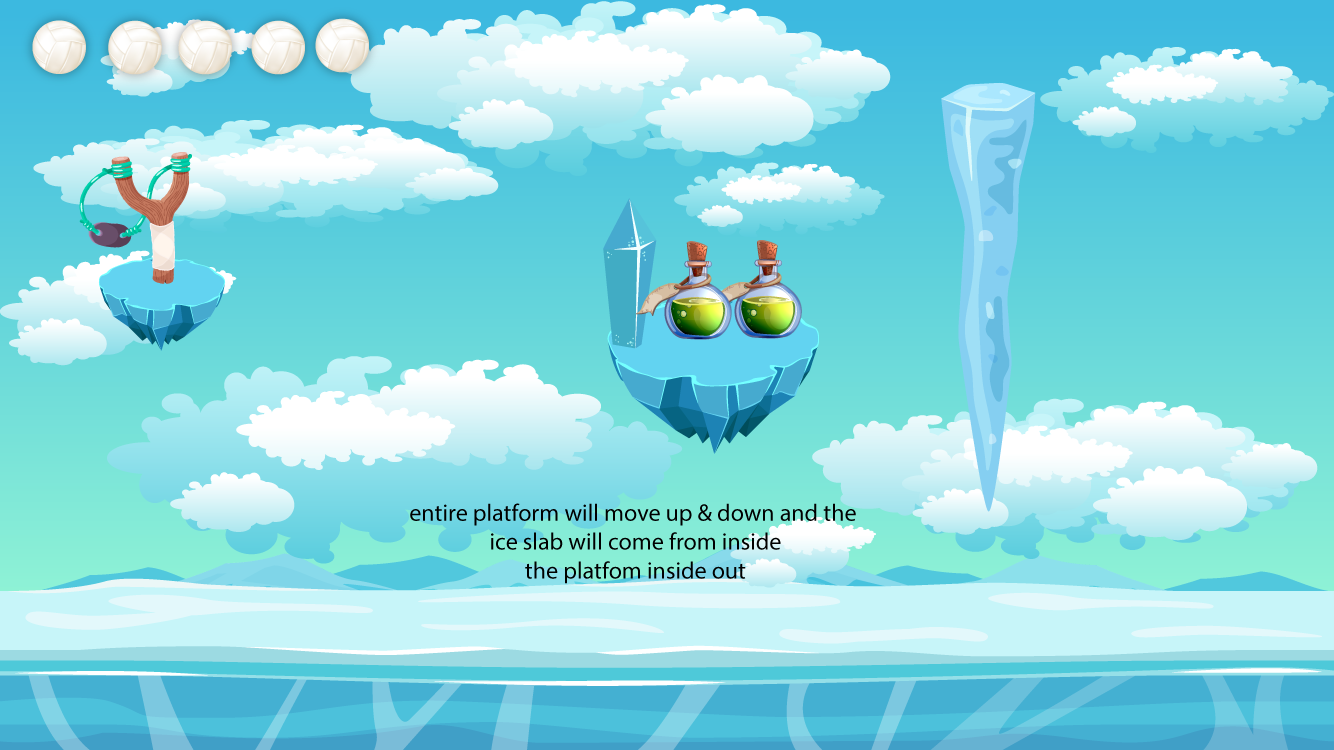 entire platform will move up & down and the
ice slab will come from inside
the platfom inside out